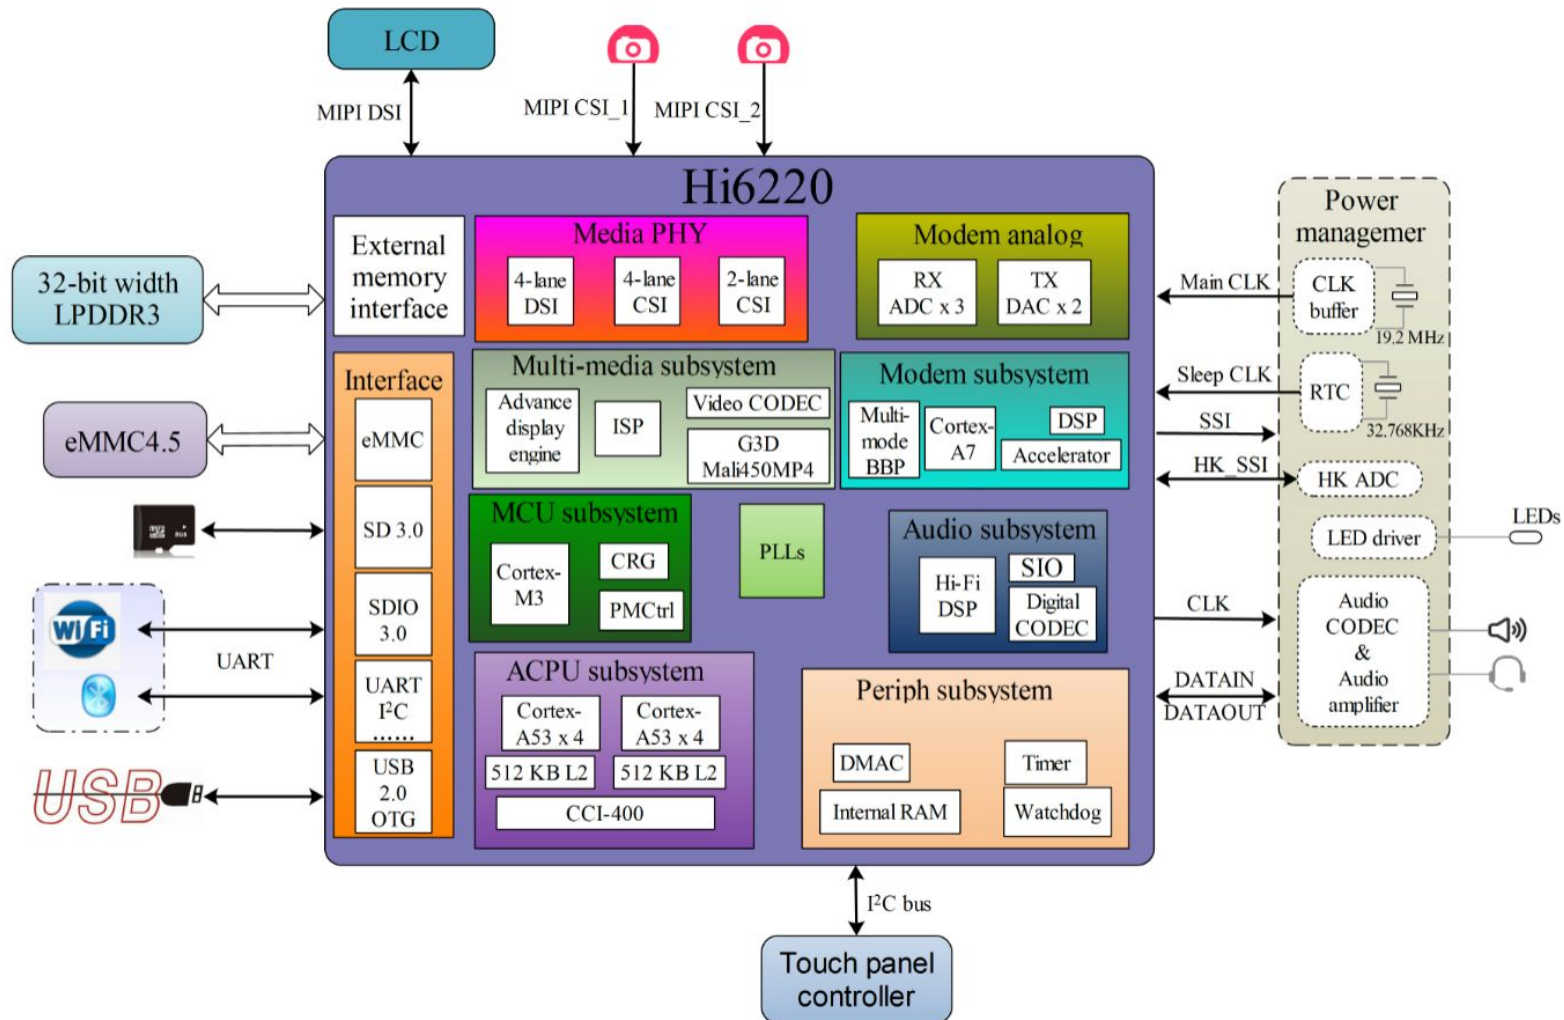 LCD
MIPI DSI
MIPI CSI_1
MIPI CSI_2
Hi6220
External
memory
interface
Media PHY
4-lane
DSI
4-lane
CSI
2-lane
CSI
Modem analog
RX
ADC x 3
TX
DAC x 2
32-bit width
LPDDR3
Interface
eMMC
SD 3.0
SDIO
3.0
UART
I²C
......
USB
2.0
OTG
Multi-media subsystem
Advance
display
engine
ISP
Video CODEC
G3D
Mali450MP4
Modem subsystem
Multi-
mode
BBP
Cortex-
A7
DSP
Accelerator
eMMC4.5
MCU subsystem
Cortex-
M3
CRG
PMCtrl
PLLs
Audio subsystem
Hi-Fi
DSP
SIO
Digital
CODEC
Wi Fi
UART
USB
ACPU subsystem
Cortex-
A53 x 4
Cortex-
A53 x 4
512 KB L2
512 KB L2
CCI-400
Periph subsystem
DMAC
Timer
Internal RAM
Watchdog
Main CLK
Sleep CLK
SSI
HK_SSI
CLK
DATAIN
DATAOUT
Power
managemer
CLK
buffer
19.2 MHz
RTC
32.768KHz
HK ADC
LED driver
LEDs
Audio
CODEC
&
Audio
amplifier
I²C bus
Touch panel
controller